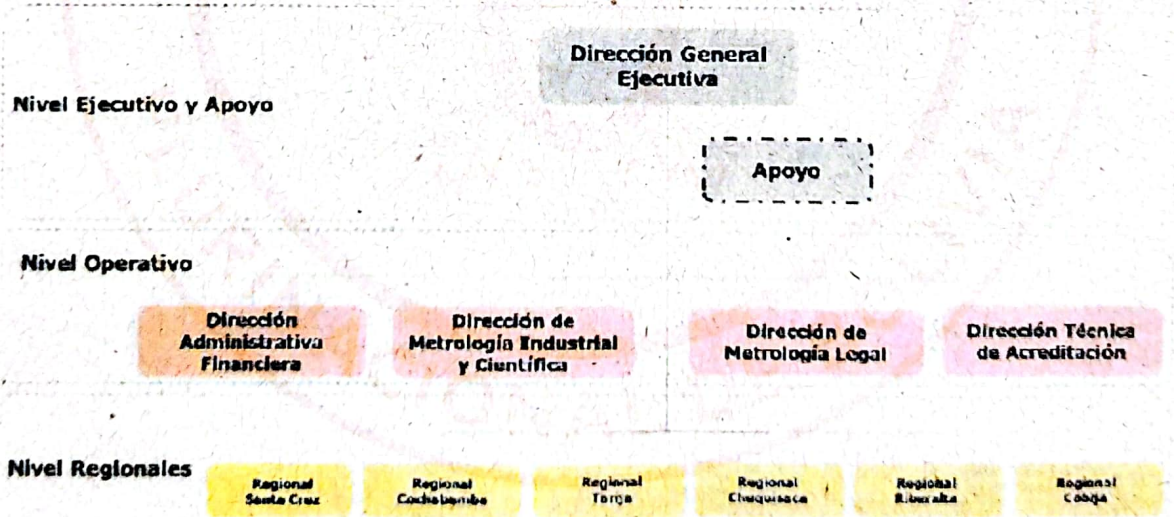 Dirección General
Ejecutiva
Nivel Ejecutivo y Apoyo
Apoyo
Nivel Operativo
Dirección
Administrativa
Financiera
Dirección de
Metrología Industrial
y Científica
Dirección de
Metrología Legal
Dirección Técnica
de Acreditación
Nivel Regionales
Regional
Santa Cruz
Regional
Cochabamba
Regional
Tarija
Regional
Chuquisaca
Regional
Riberalta
Regional
Cobija